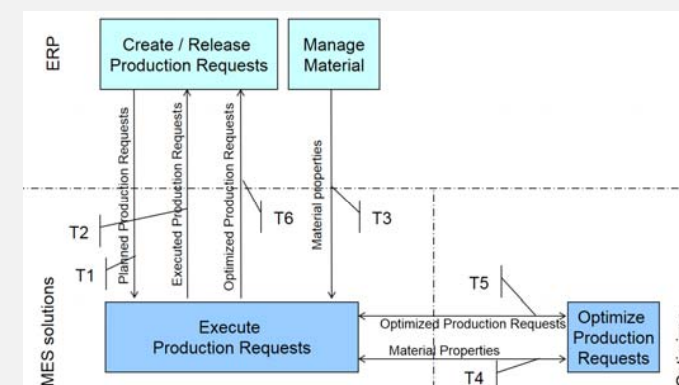 ERP
Create / Release
Production Requests
Manage
Material
Planned Production Requests
Executed Production Requests
Optimized Production Requests
Material properties
T2
T6
T3
T1
T5
MES solutions
Execute
Production Requests
Optimized Production Requests
Material Properties
T4
Optimize
Production
Requests